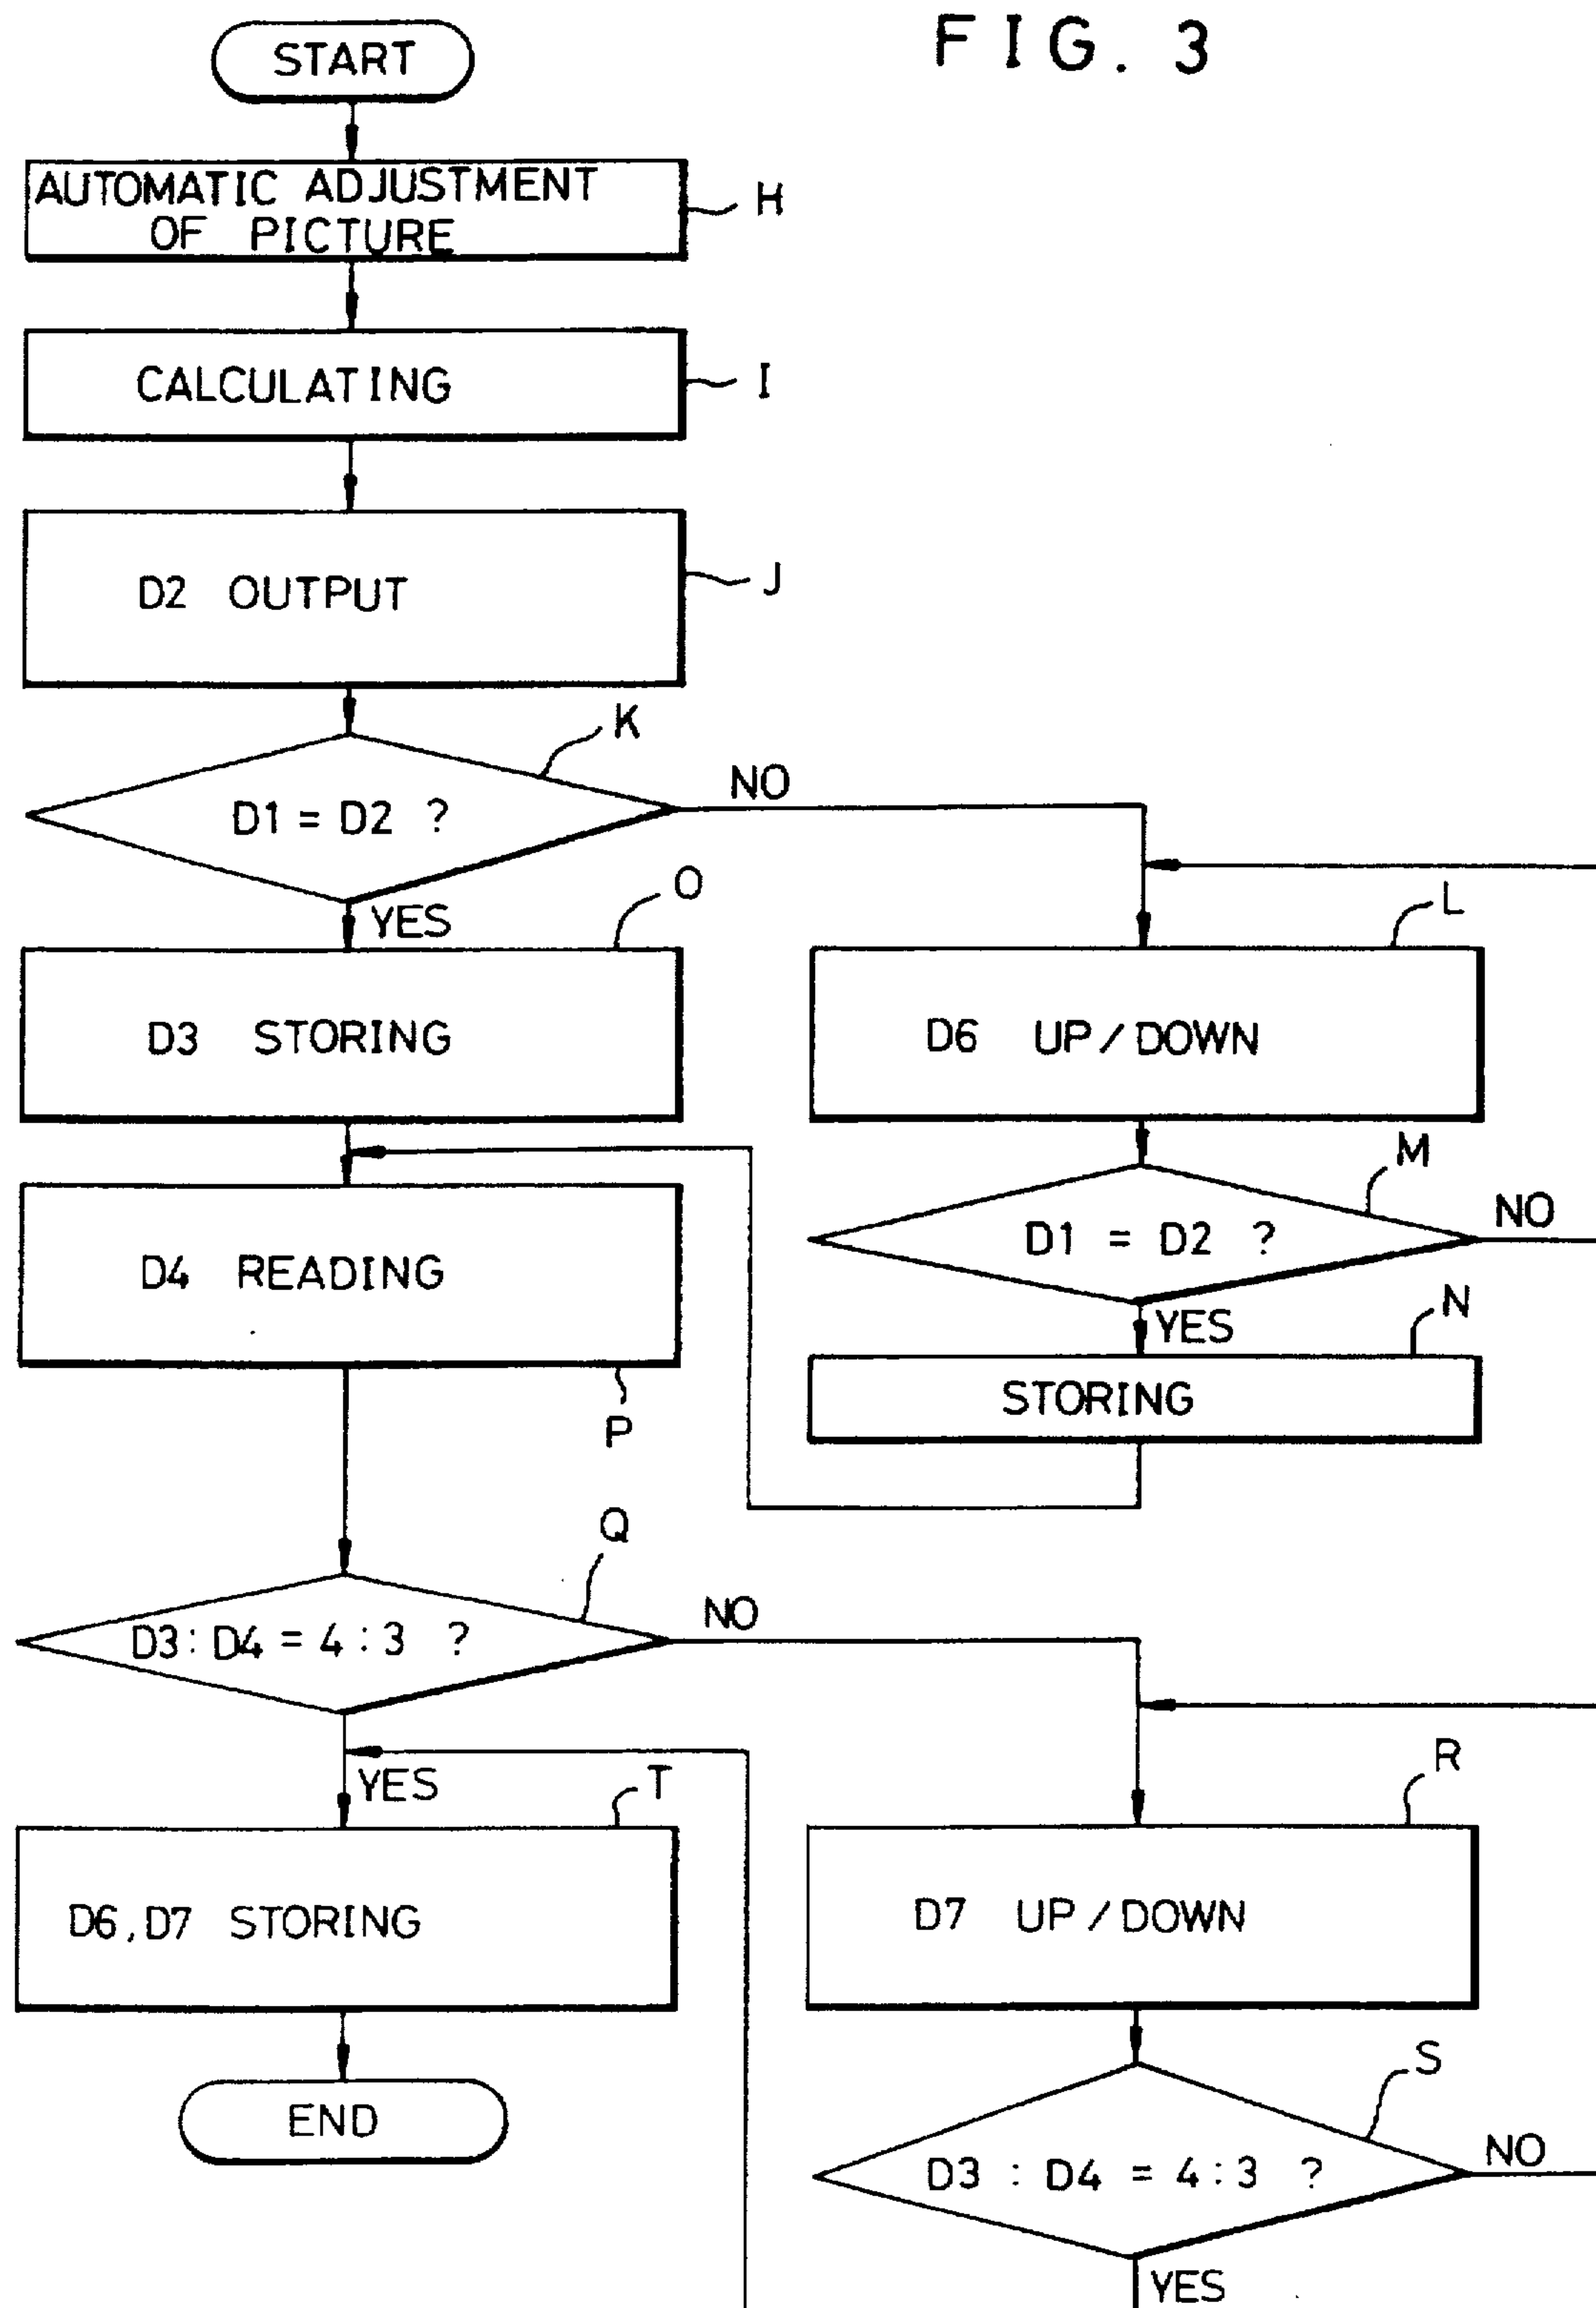 FIG. 3
START
AUTOMATIC ADJUSTMENT
OF PICTURE
H
CALCULATING
I
D2 OUTPUT
J
K
D1 = D2 ?
NO
YES
O
D3 STORING
L
D6 UP/DOWN
M
D1 = D2 ?
NO
YES
N
STORING
D4 READING
P
Q
D3 : D4 = 4 : 3 ?
NO
YES
T
D6, D7 STORING
END
R
D7 UP/DOWN
S
D3 : D4 = 4 : 3 ?
NO
YES